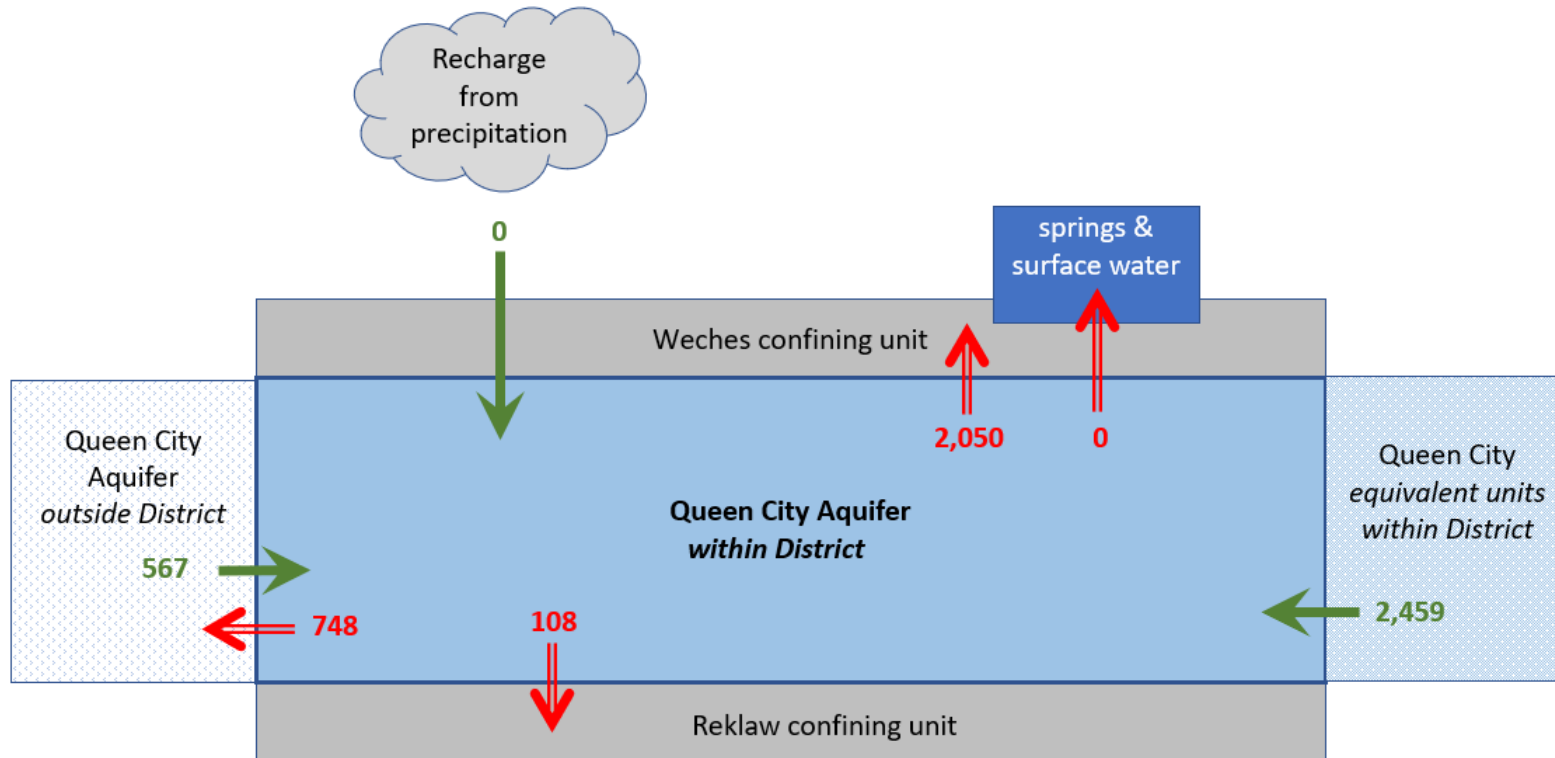 Recharge
from
precipitation
0
springs &
surface water
Weches confining unit
2,050
0
Queen City
Aquifer
outside District
567
748
108
Queen City Aquifer
within District
Queen City
equivalent units
within District
2,459
Reklaw confining unit